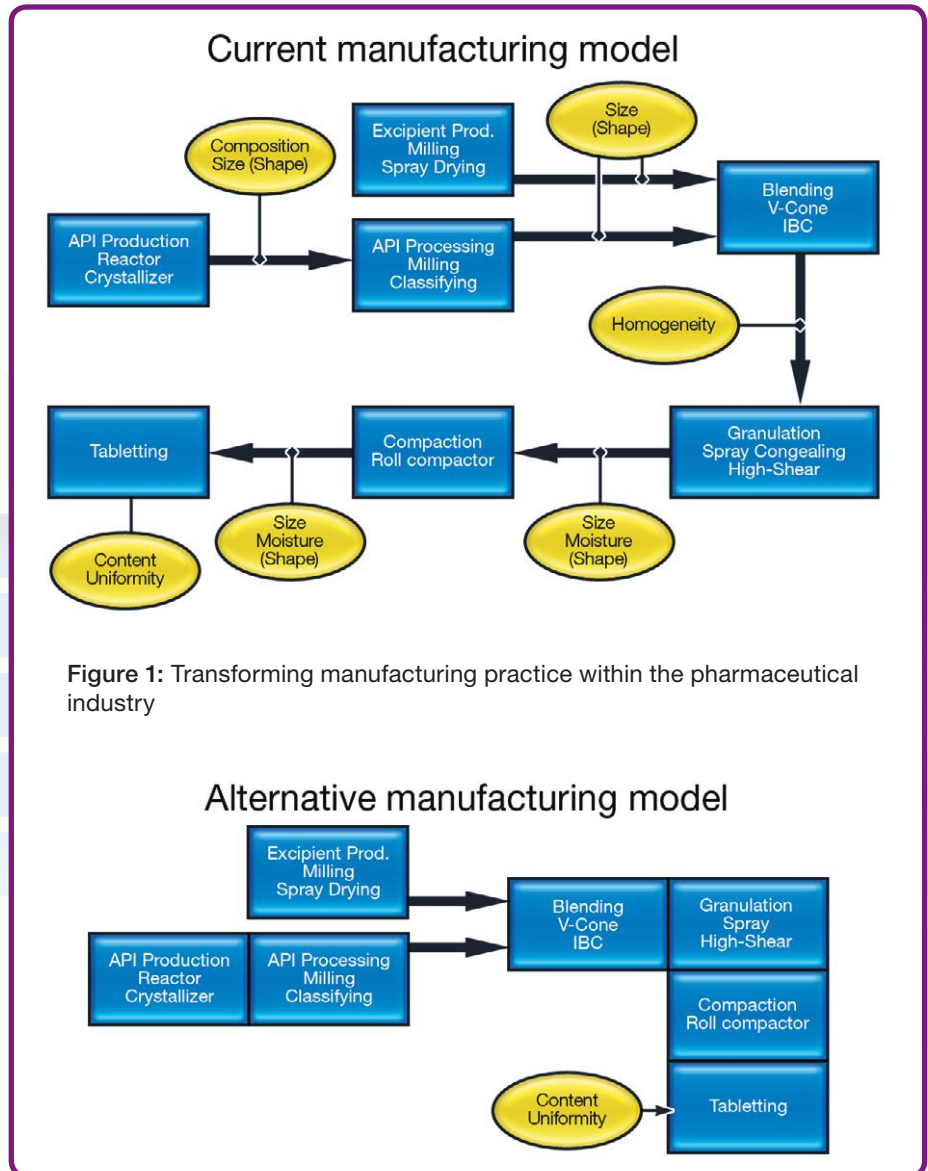 Current manufacturing model
Composition
Size (Shape)
Excipient Prod.
Milling
Spray Drying
Size
(Shape)
Blending
V-Cone
IBC
API Production
Reactor
Crystallizer
API Processing
Milling
Classifying
Homogeneity
Tabletting
Compaction
Roll compactor
Granulation
Spray Congealing
High-Shear
Content
Uniformity
Size
Moisture
(Shape)
Size
Moisture
(Shape)
Figure 1: Transforming manufacturing practice within the pharmaceutical
industry
Alternative manufacturing model
Excipient Prod.
Milling
Spray Drying
Blending
V-Cone
IBC
Granulation
Spray
High-Shear
API Production
Reactor
Crystallizer
API Processing
Milling
Classifying
Compaction
Roll compactor
Content
Uniformity
Tabletting